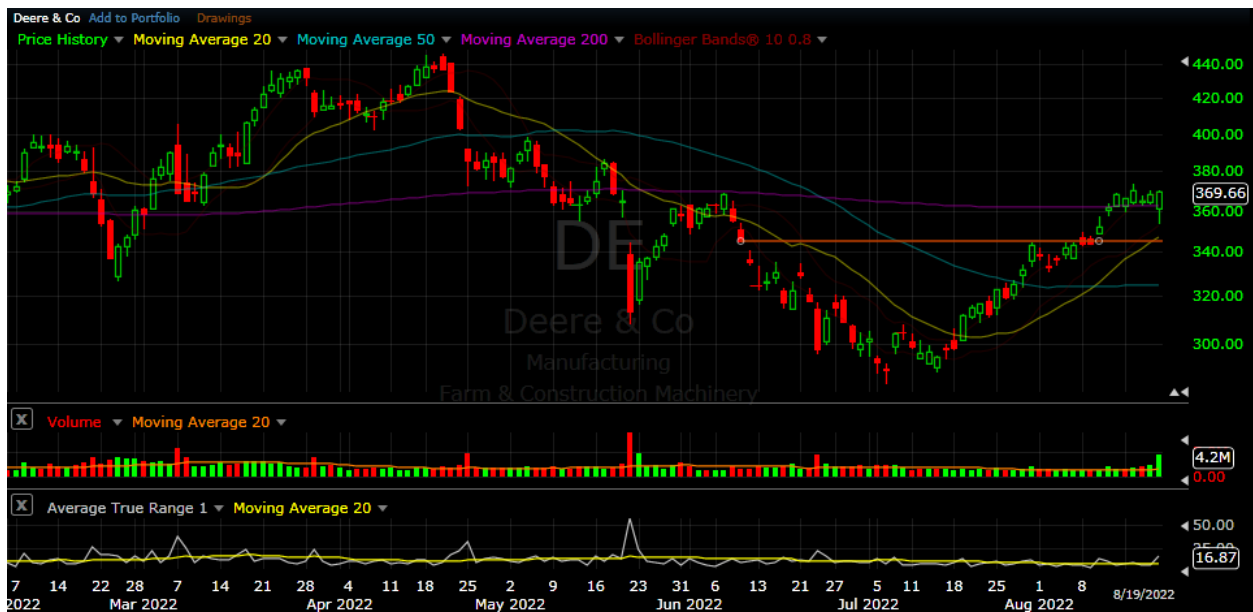 Deere & Co Add to Portfolio Drawings
Price History Moving Average 20 Moving Average 50 Moving Average 200 Bollinger Bands® 10 0.8
440.00
420.00
400.00
380.00
369.66
360.00
340.00
320.00
300.00
DE
Deere & Co
Manufacturing
Farm & Construction Machinery
X Volume Moving Average 20
4.2M
0.00
X Average True Range 1 Moving Average 20
50.00
25.00
16.87
7 14 22 28 7 14 21 28 4 11 18 25 2 9 16 23 31 6 13 21 27 5 11 18 25 1 8 8/19/2022
2022 Mar 2022 Apr 2022 May 2022 Jun 2022 Jul 2022 Aug 2022